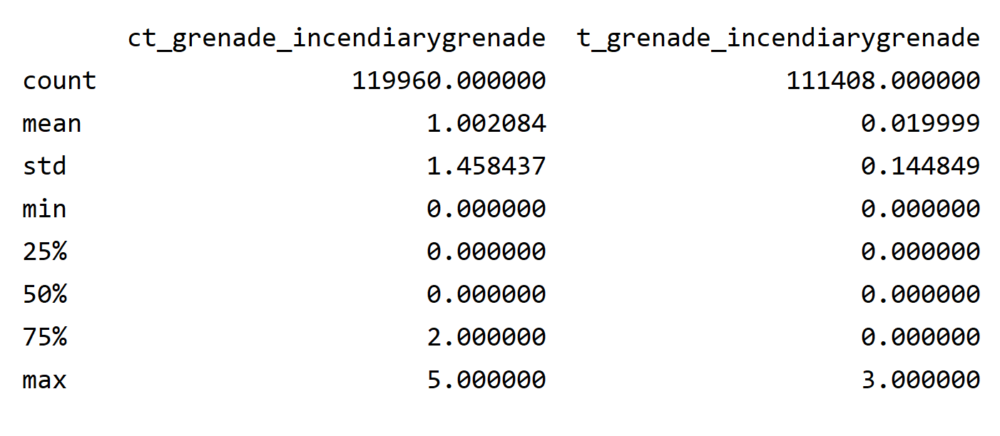 ct_grenade_incendiarygrenade t_grenade_incendiarygrenade
count 119960.000000 111408.000000
mean 1.002084 0.019999
std 1.458437 0.144849
min 0.000000 0.000000
25% 0.000000 0.000000
50% 0.000000 0.000000
75% 2.000000 0.000000
max 5.000000 3.000000